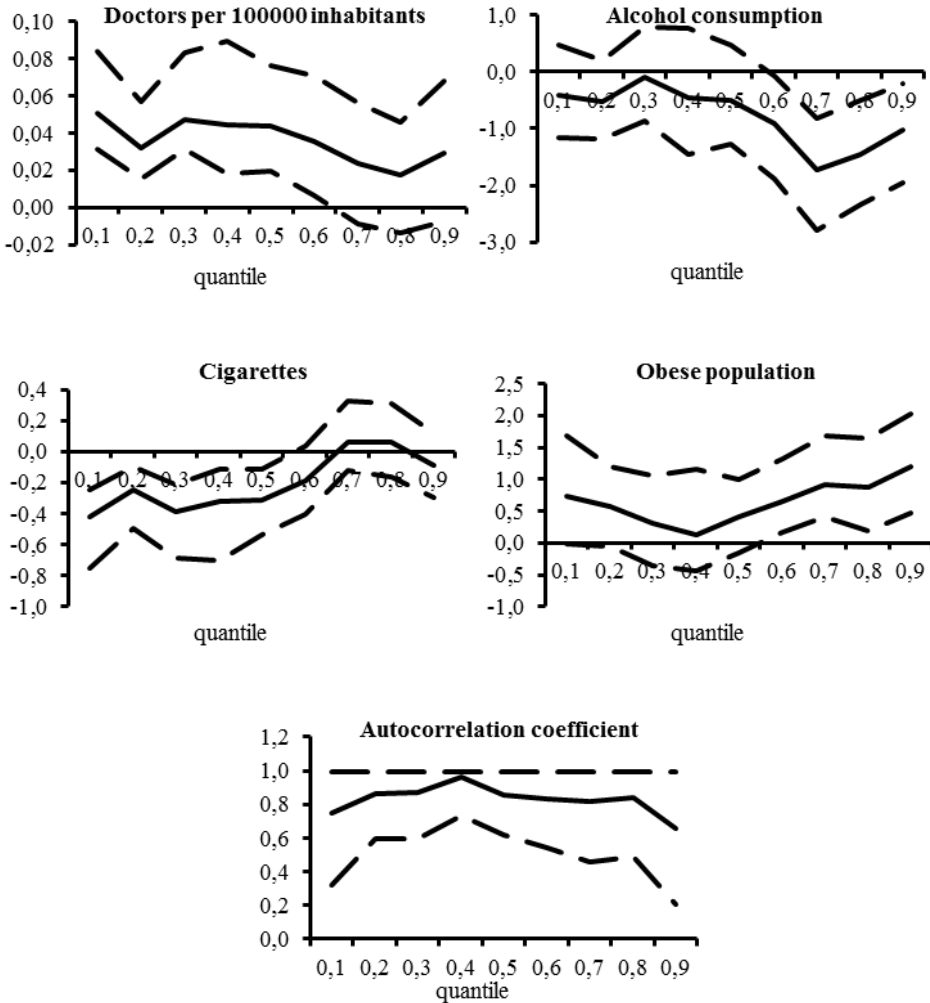 Doctors per 100000 inhabitants
0,10
0,08
0,06
0,04
0,02
0,00
-0,02
0,1 0,2 0,3 0,4 0,5 0,6 0,7 0,8 0,9
quantile
Alcohol consumption
1,0
0,0
-1,0
-2,0
-3,0
0,1 0,2 0,3 0,4 0,5 0,6 0,7 0,8 0,9
quantile
Cigarettes
0,4
0,2
0,0
-0,2
-0,4
-0,6
-0,8
-1,0
0,1 0,2 0,3 0,4 0,5 0,6 0,7 0,8 0,9
quantile
Obese population
2,5
2,0
1,5
1,0
0,5
0,0
-0,5
-1,0
0,1 0,2 0,3 0,4 0,5 0,6 0,7 0,8 0,9
quantile
Autocorrelation coefficient
1,2
1,0
0,8
0,6
0,4
0,2
0,0
0,1 0,2 0,3 0,4 0,5 0,6 0,7 0,8 0,9
quantile